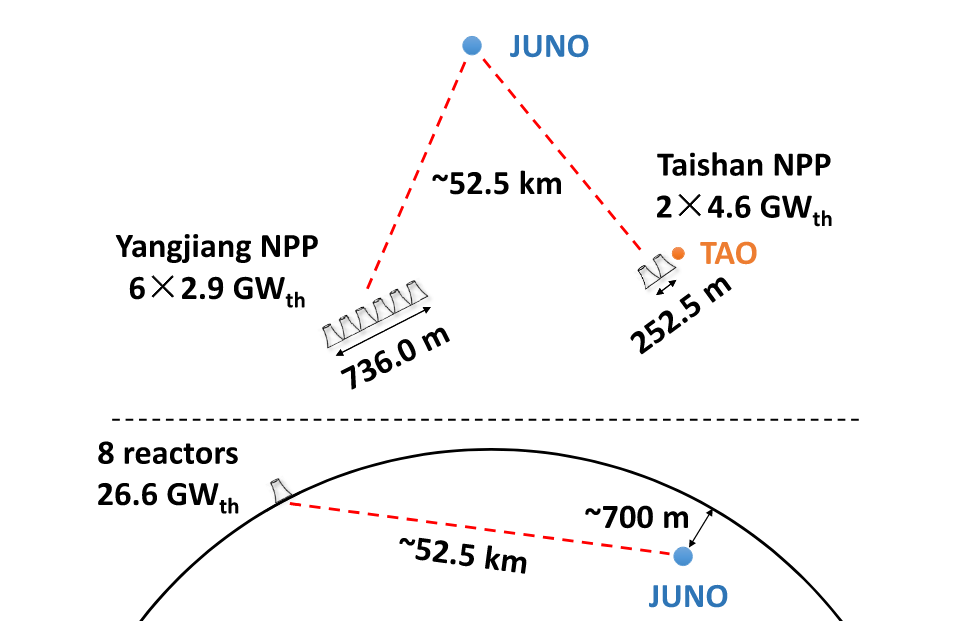 JUNO
~52.5 km
Taishan NPP
2×4.6 GWth
TAO
252.5 m
Yangjiang NPP
6×2.9 GWth
736.0 m
8 reactors
26.6 GWth
~52.5 km
~700 m
JUNO